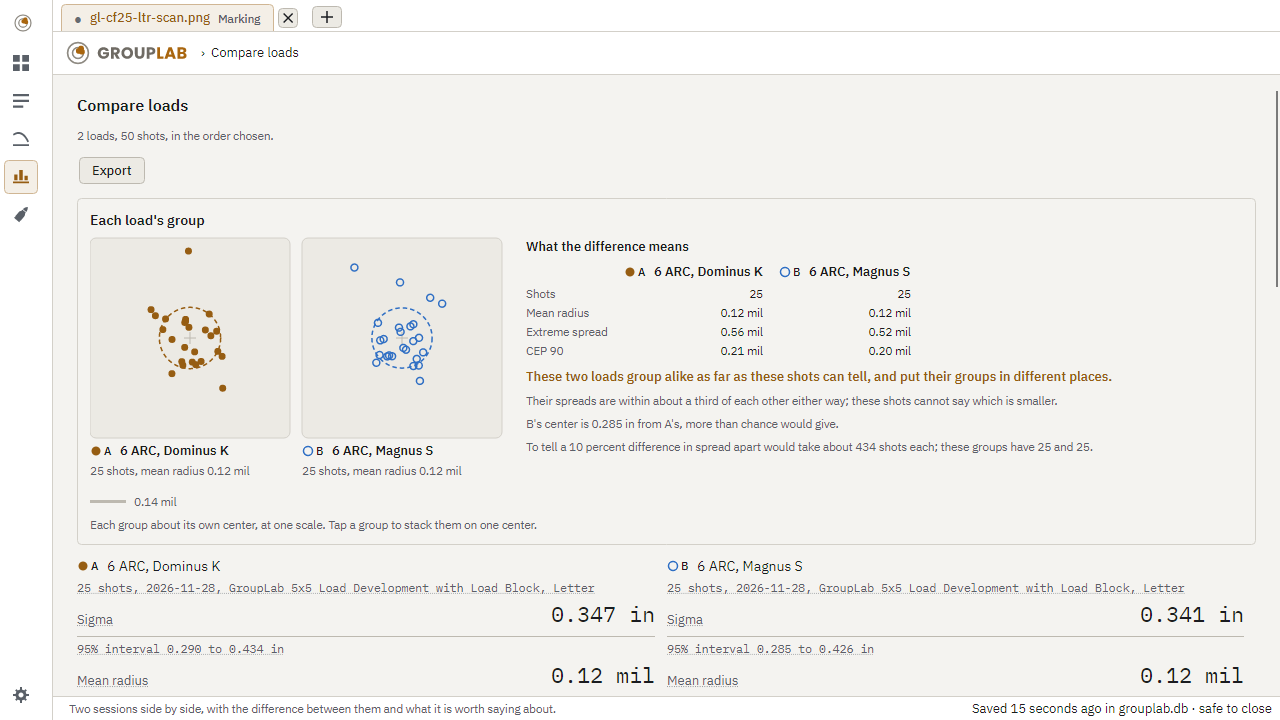 gl-cf25-ltr-scan.png Marking
GROUPLAB › Compare loads
Compare loads
2 loads, 50 shots, in the order chosen.
Export
Each load's group
What the difference means
A 6 ARC, Dominus K B 6 ARC, Magnus S
Shots 25 25
Mean radius 0.12 mil 0.12 mil
Extreme spread 0.56 mil 0.52 mil
CEP 90 0.21 mil 0.20 mil
These two loads group alike as far as these shots can tell, and put their groups in different places.
Their spreads are within about a third of each other either way; these shots cannot say which is smaller.
B's center is 0.285 in from A's, more than chance would give.
To tell a 10 percent difference in spread apart would take about 434 shots each; these groups have 25 and 25.
A 6 ARC, Dominus K
25 shots, mean radius 0.12 mil
B 6 ARC, Magnus S
25 shots, mean radius 0.12 mil
0.14 mil
Each group about its own center, at one scale. Tap a group to stack them on one center.
A 6 ARC, Dominus K
25 shots, 2026-11-28, GroupLab 5x5 Load Development with Load Block, Letter
Sigma 0.347 in
95% interval 0.290 to 0.434 in
Mean radius 0.12 mil
B 6 ARC, Magnus S
25 shots, 2026-11-28, GroupLab 5x5 Load Development with Load Block, Letter
Sigma 0.341 in
95% interval 0.285 to 0.426 in
Mean radius 0.12 mil
Two sessions side by side, with the difference between them and what it is worth saying about.
Saved 15 seconds ago in grouplab.db · safe to close